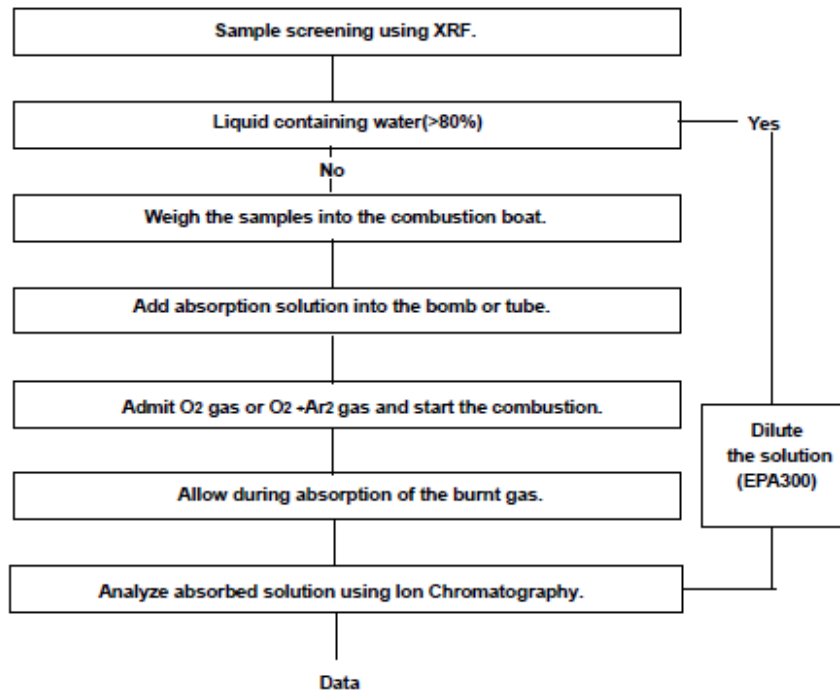 Sample screening using XRF.
Liquid containing water(>80%)
Yes
No
Weigh the samples into the combustion boat.
Add absorption solution into the bomb or tube.
Admit O2 gas or O2 +Ar2 gas and start the combustion.
Dilute
the solution
(EPA300)
Allow during absorption of the burnt gas.
Analyze absorbed solution using Ion Chromatography.
Data